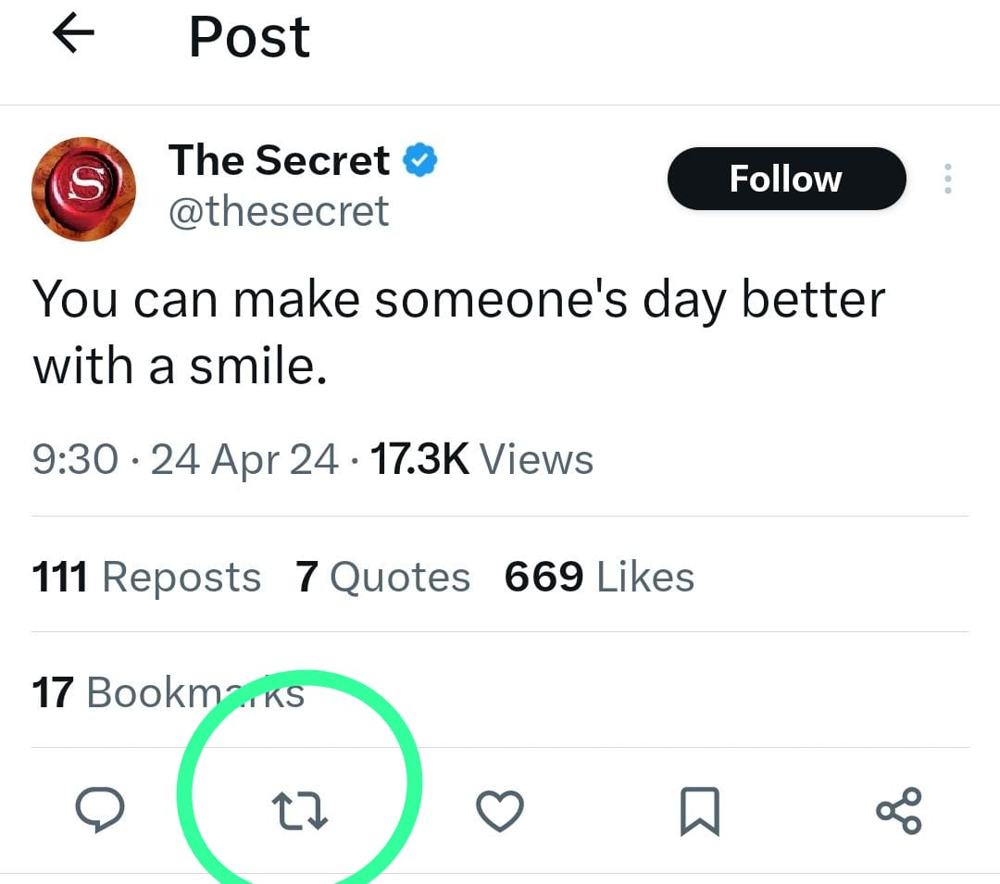 Post
S
The Secret
@thesecret
Follow
You can make someone's day better
with a smile.
9:30 · 24 Apr 24 · 17.3K Views
111 Reposts 7 Quotes 669 Likes
17 Bookmarks